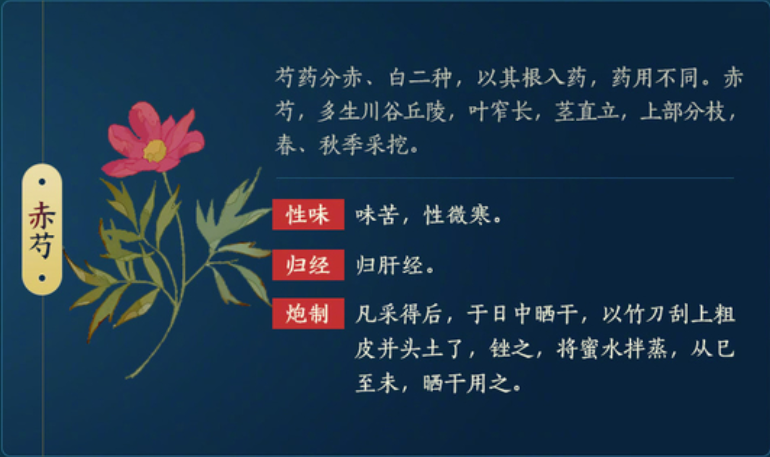 赤芍
芍药分赤、白二种，以其根入药，药用不同。赤
芍，多生川谷丘陵，叶窄长，茎直立，上部分枝，
春、秋季采挖。
性味 味苦，性微寒。
归经 归肝经。
炮制 凡采得后，于日中晒干，以竹刀刮上粗
皮并头土了，锉之，将蜜水拌蒸，从巳
至未，晒干用之。